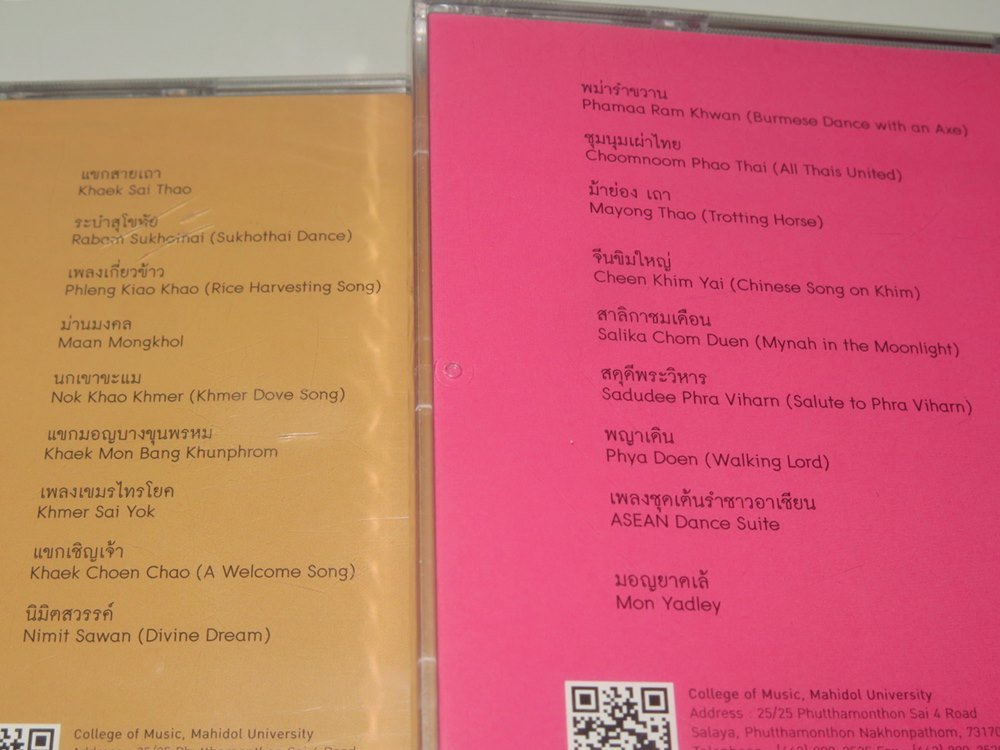 แขกสายเถา
Khaek Sai Thao
ระบำสุโขทัย
Rabam Sukhothai (Sukhothai Dance)
เพลงเกี่ยวข้าว
Phleng Kiao Khao (Rice Harvesting Song)
ม่านมงคล
Maan Mongkhol
นกเขาขะแม
Nok Khao Khmer (Khmer Dove Song)
แขกมอญบางขุนพรหม
Khaek Mon Bang Khunphrom
เพลงเขมรไทรโยค
Khmer Sai Yok
แขกเชิญเจ้า
Khaek Choen Chao (A Welcome Song)
นิมิตสวรรค์
Nimit Sawan (Divine Dream)
College of Music, Mahidol University
Address : 25/25 Phutthamonthon Sai 4 Road
พม่ารำขวาน
Phamaa Ram Khwan (Burmese Dance with an Axe)
ชุมนุมเผ่าไทย
Choomnoom Phao Thai (All Thais United)
ม้าย่อง เถา
Mayong Thao (Trotting Horse)
จีนขิมใหญ่
Cheen Khim Yai (Chinese Song on Khim)
สาลิกาชมเดือน
Salika Chom Duen (Mynah in the Moonlight)
สดุดีพระวิหาร
Sadudee Phra Viharn (Salute to Phra Viharn)
พญาเดิน
Phya Doen (Walking Lord)
เพลงชุดเต้นรำชาวอาเซียน
ASEAN Dance Suite
มอญยาดเล้
Mon Yadley
College of Music, Mahidol University
Address : 25/25 Phutthamonthon Sai 4 Road
Salaya, Phutthamonthon Nakhonpathom, 7317